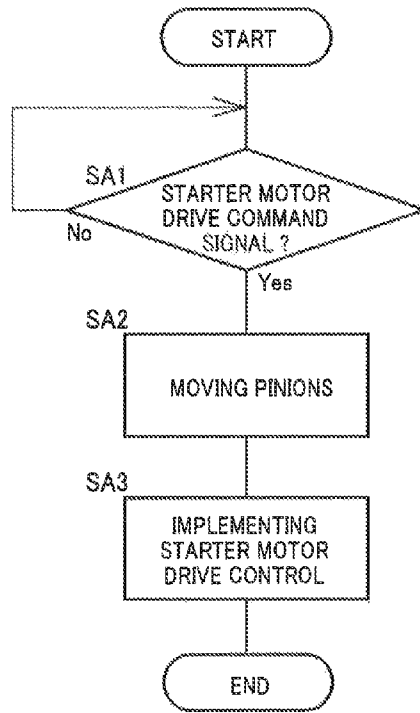 START
SA1
STARTER MOTOR
DRIVE COMMAND
SIGNAL ?
No
Yes
SA2
MOVING PINIONS
SA3
IMPLEMENTING
STARTER MOTOR
DRIVE CONTROL
END